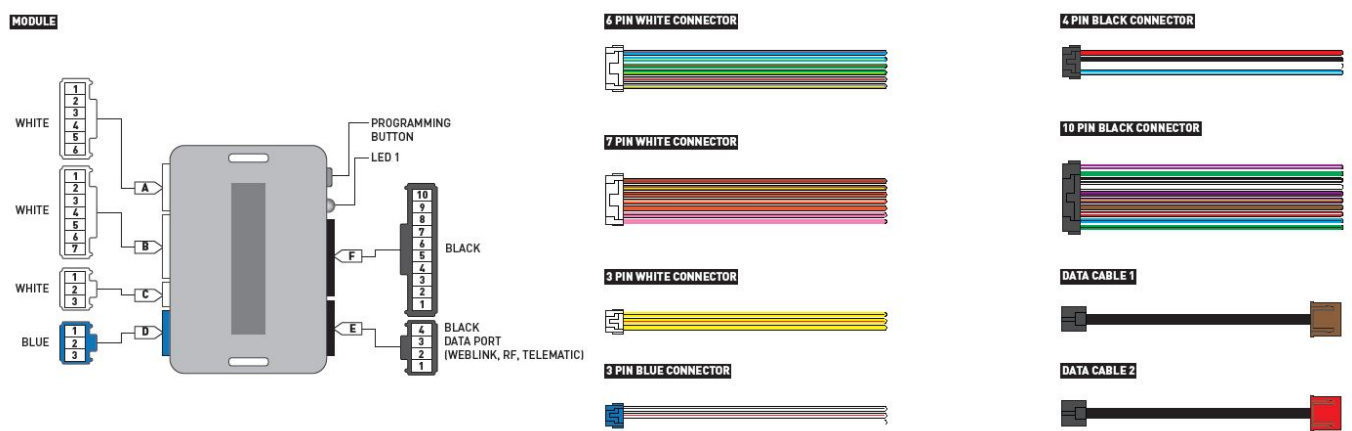 MODULE
WHITE
1
2
3
4
5
6
A
WHITE
1
2
3
4
5
6
7
B
WHITE
1
2
3
C
BLUE
1
2
3
D
PROGRAMMING
BUTTON
LED 1
10
9
8
7
6
5
4
3
2
1
F
BLACK
4
3
2
1
E
BLACK
DATA PORT
(WEBLINK, RF, TELEMATIC)
6 PIN WHITE CONNECTOR
7 PIN WHITE CONNECTOR
3 PIN WHITE CONNECTOR
3 PIN BLUE CONNECTOR
4 PIN BLACK CONNECTOR
10 PIN BLACK CONNECTOR
DATA CABLE 1
DATA CABLE 2